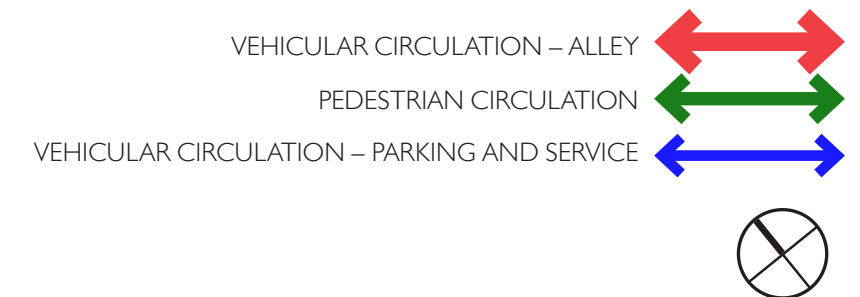 VEHICULAR CIRCULATION – ALLEY
PEDESTRIAN CIRCULATION
VEHICULAR CIRCULATION – PARKING AND SERVICE